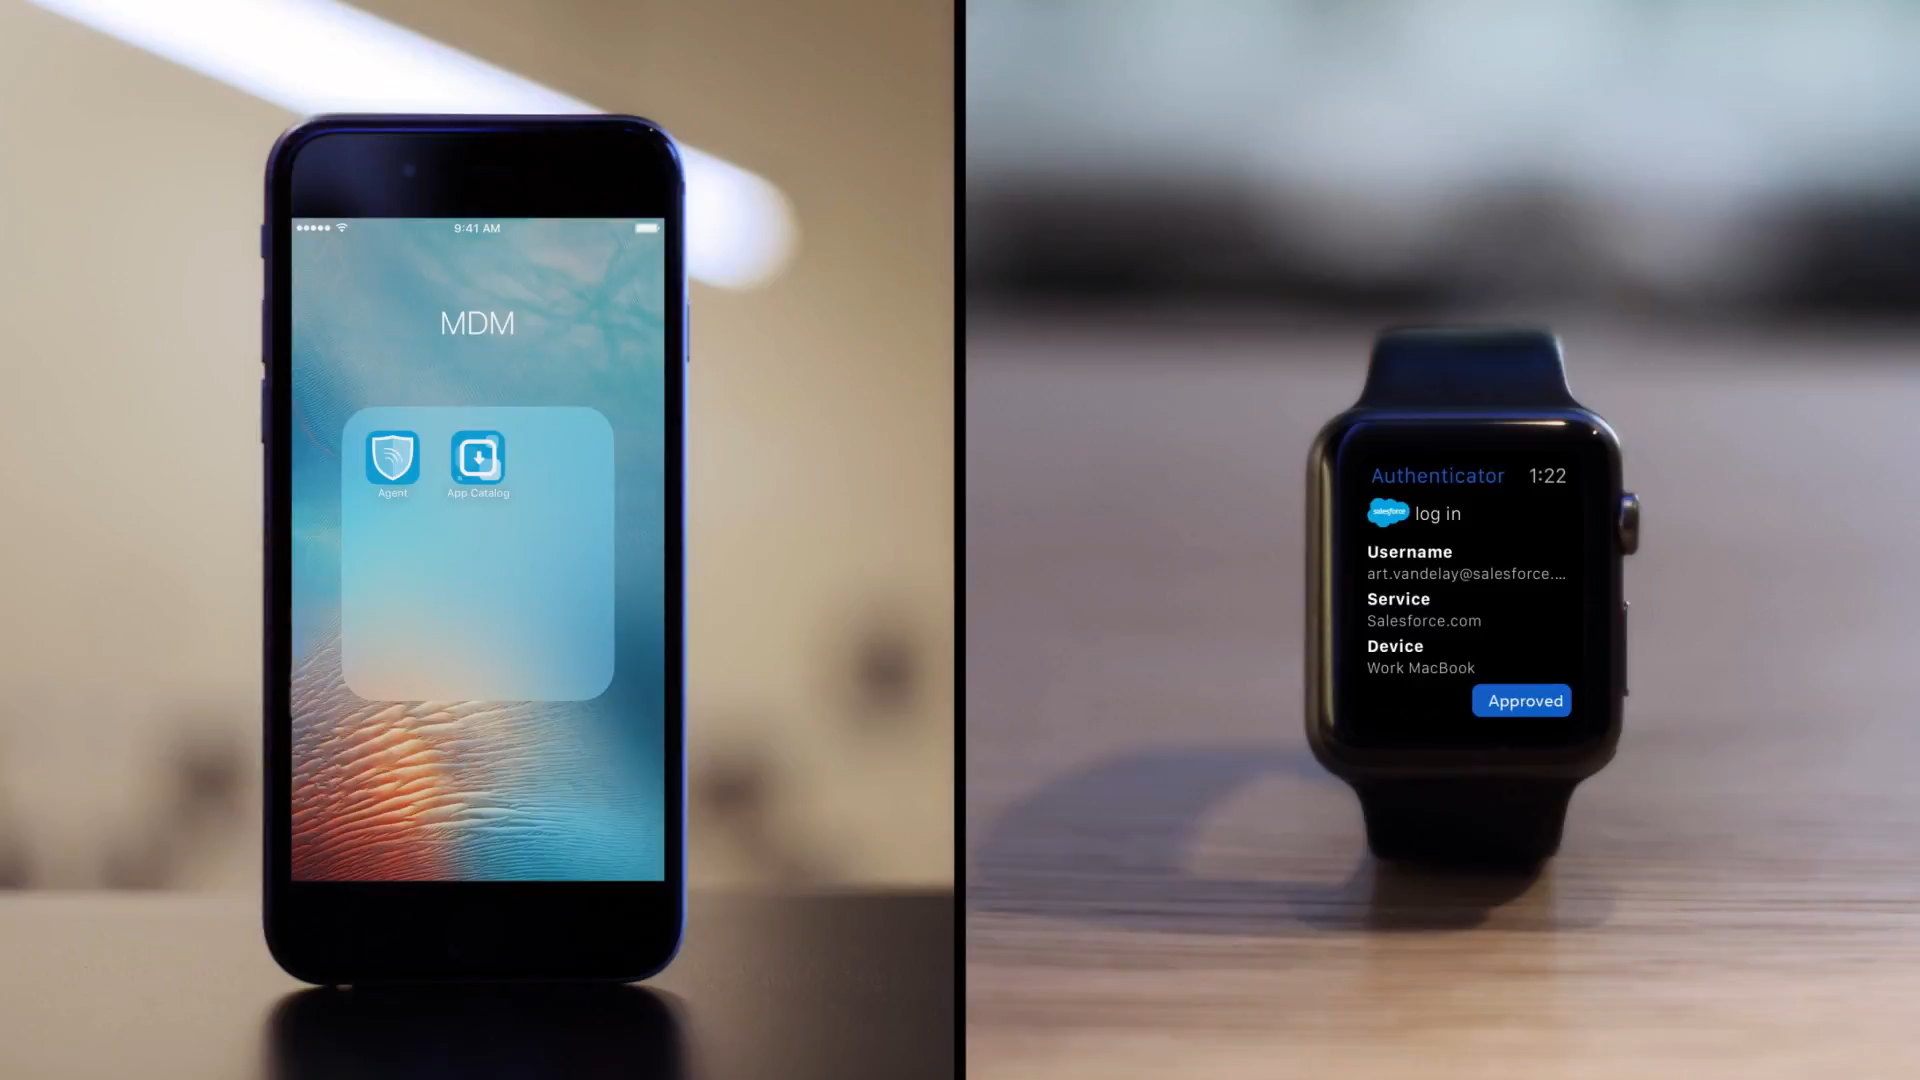 9:41 AM
MDM
Agent
App Catalog
Authenticator 1:22
salesforce log in
Username
art.vandelay@salesforce....
Service
Salesforce.com
Device
Work MacBook
Approved